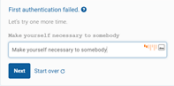 First authentication failed.
Let's try one more time.
Make yourself necessary to somebody
Make yourself necessary to somebody
Next Start over